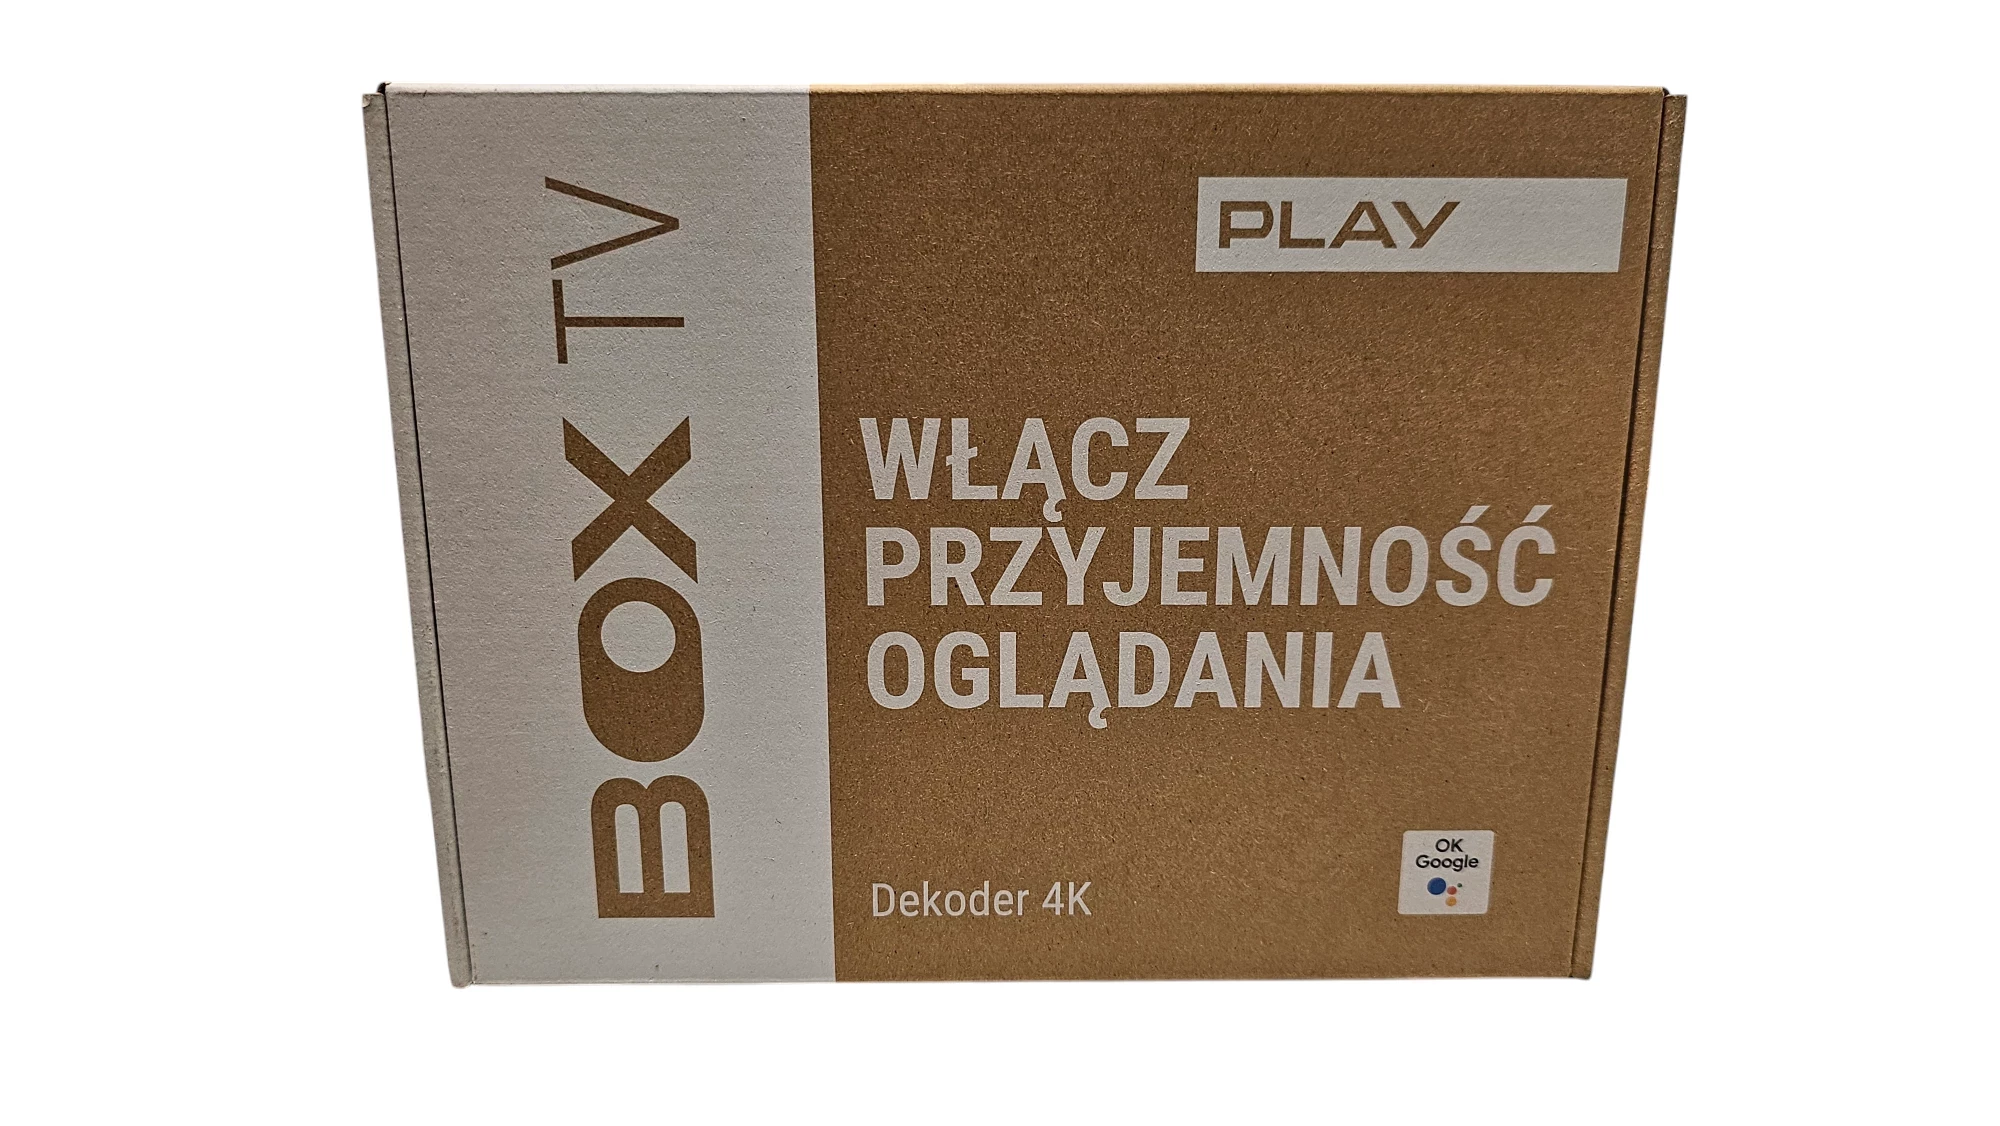 BOX TV
PLAY
WŁĄCZ
PRZYJEMNOŚĆ
OGLĄDANIA
Dekoder 4K
OK
Google